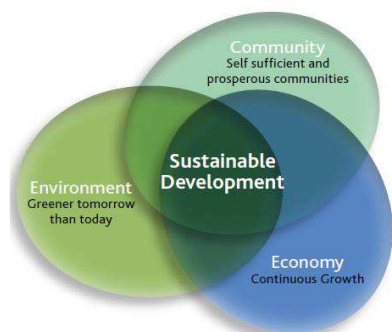 Community
Self sufficient and
prosperous communities
Sustainable
Development
Environment
Greener tomorrow
than today
Economy
Continuous Growth